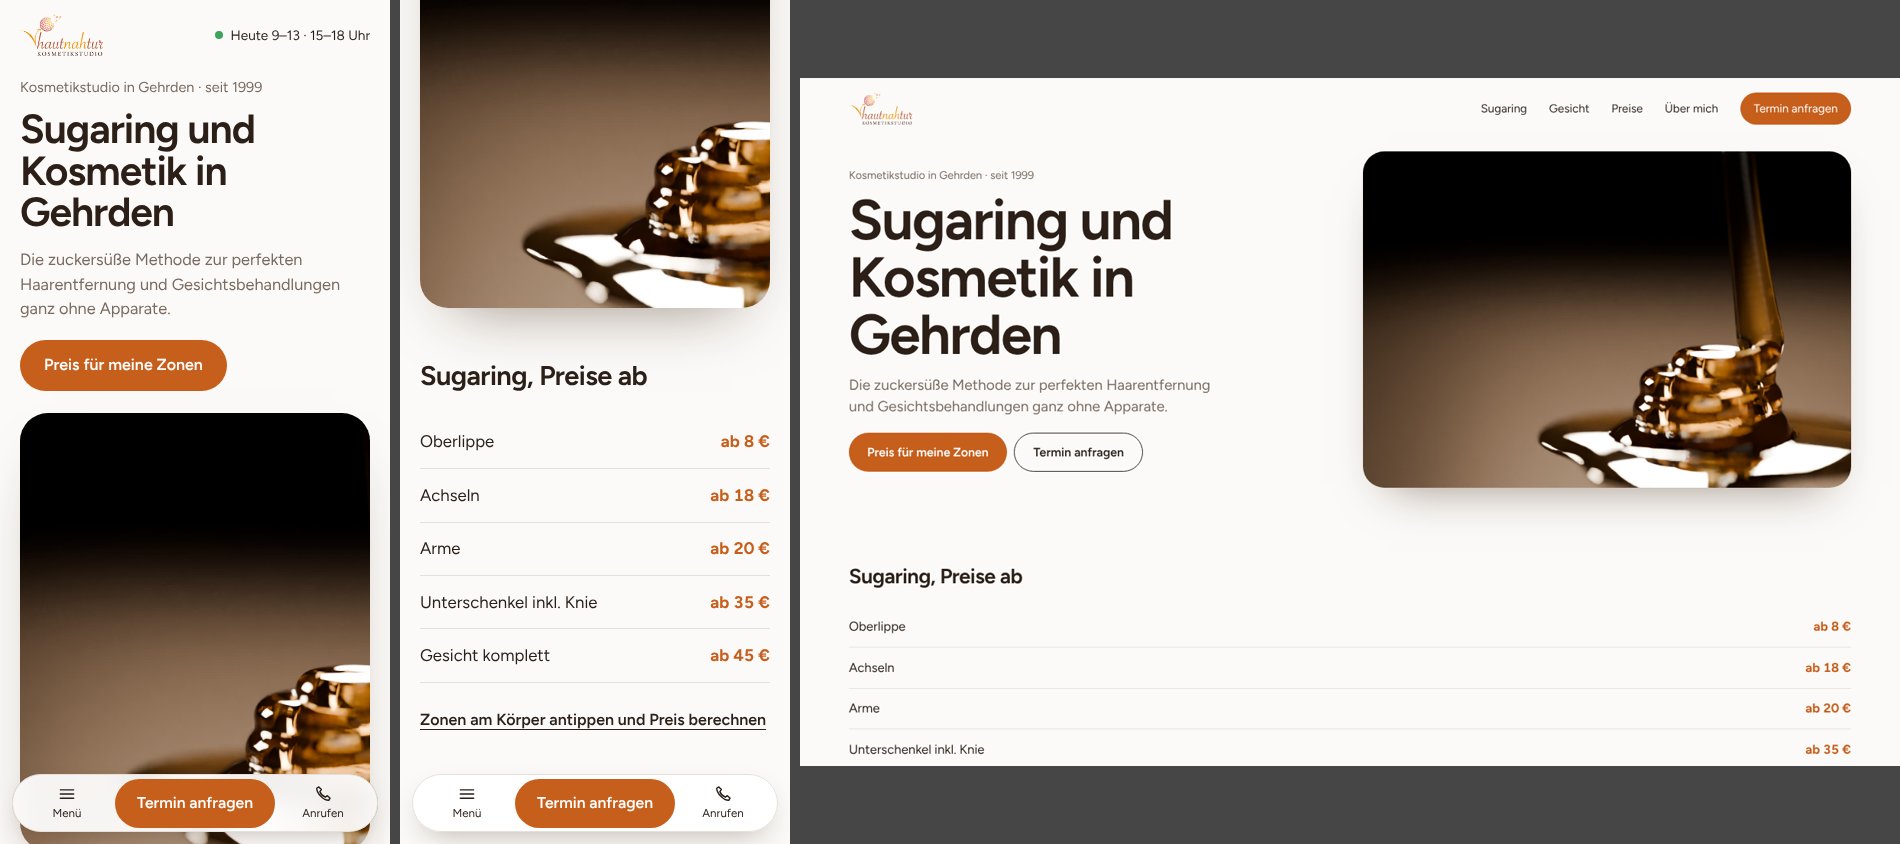 hautnahtur
KOSMETIKSTUDIO
Heute 9–13 · 15–18 Uhr
Kosmetikstudio in Gehrden · seit 1999
Sugaring und
Kosmetik in
Gehrden
Die zuckersüße Methode zur perfekten
Haarentfernung und Gesichtsbehandlungen
ganz ohne Apparate.
Preis für meine Zonen
Menü
Termin anfragen
Anrufen
Sugaring, Preise ab
Oberlippe ab 8 €
Achseln ab 18 €
Arme ab 20 €
Unterschenkel inkl. Knie ab 35 €
Gesicht komplett ab 45 €
Zonen am Körper antippen und Preis berechnen
Menü
Termin anfragen
Anrufen
hautnahtur
KOSMETIKSTUDIO
Sugaring Gesicht Preise Über mich Termin anfragen
Kosmetikstudio in Gehrden · seit 1999
Sugaring und
Kosmetik in
Gehrden
Die zuckersüße Methode zur perfekten Haarentfernung
und Gesichtsbehandlungen ganz ohne Apparate.
Preis für meine Zonen Termin anfragen
Sugaring, Preise ab
Oberlippe ab 8 €
Achseln ab 18 €
Arme ab 20 €
Unterschenkel inkl. Knie ab 35 €